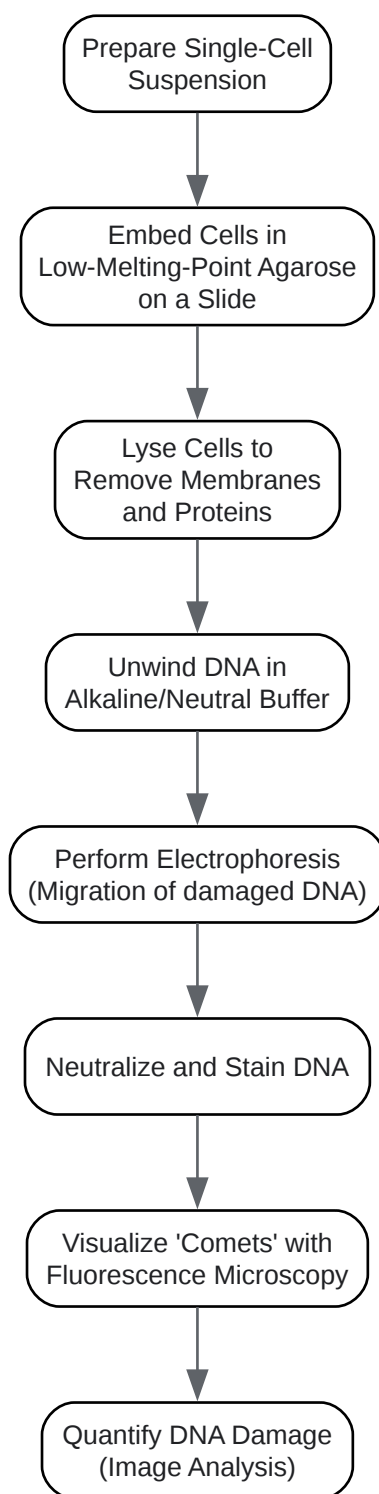 Prepare Single-Cell
Suspension
Embed Cells in
Low-Melting-Point Agarose
on a Slide
Lyse Cells to
Remove Membranes
and Proteins
Unwind DNA in
Alkaline/Neutral Buffer
Perform Electrophoresis
(Migration of damaged DNA)
Neutralize and Stain DNA
Visualize 'Comets' with
Fluorescence Microscopy
Quantify DNA Damage
(Image Analysis)